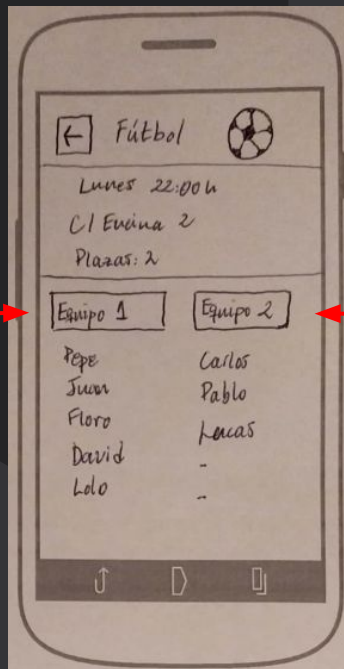 ← Fútbol
Lunes 22:00h
C/ Encina 2
Plazas: 2
Equipo 1
Equipo 2
Pepe
Juan
Floro
David
Lolo
Carlos
Pablo
Lucas
-
-